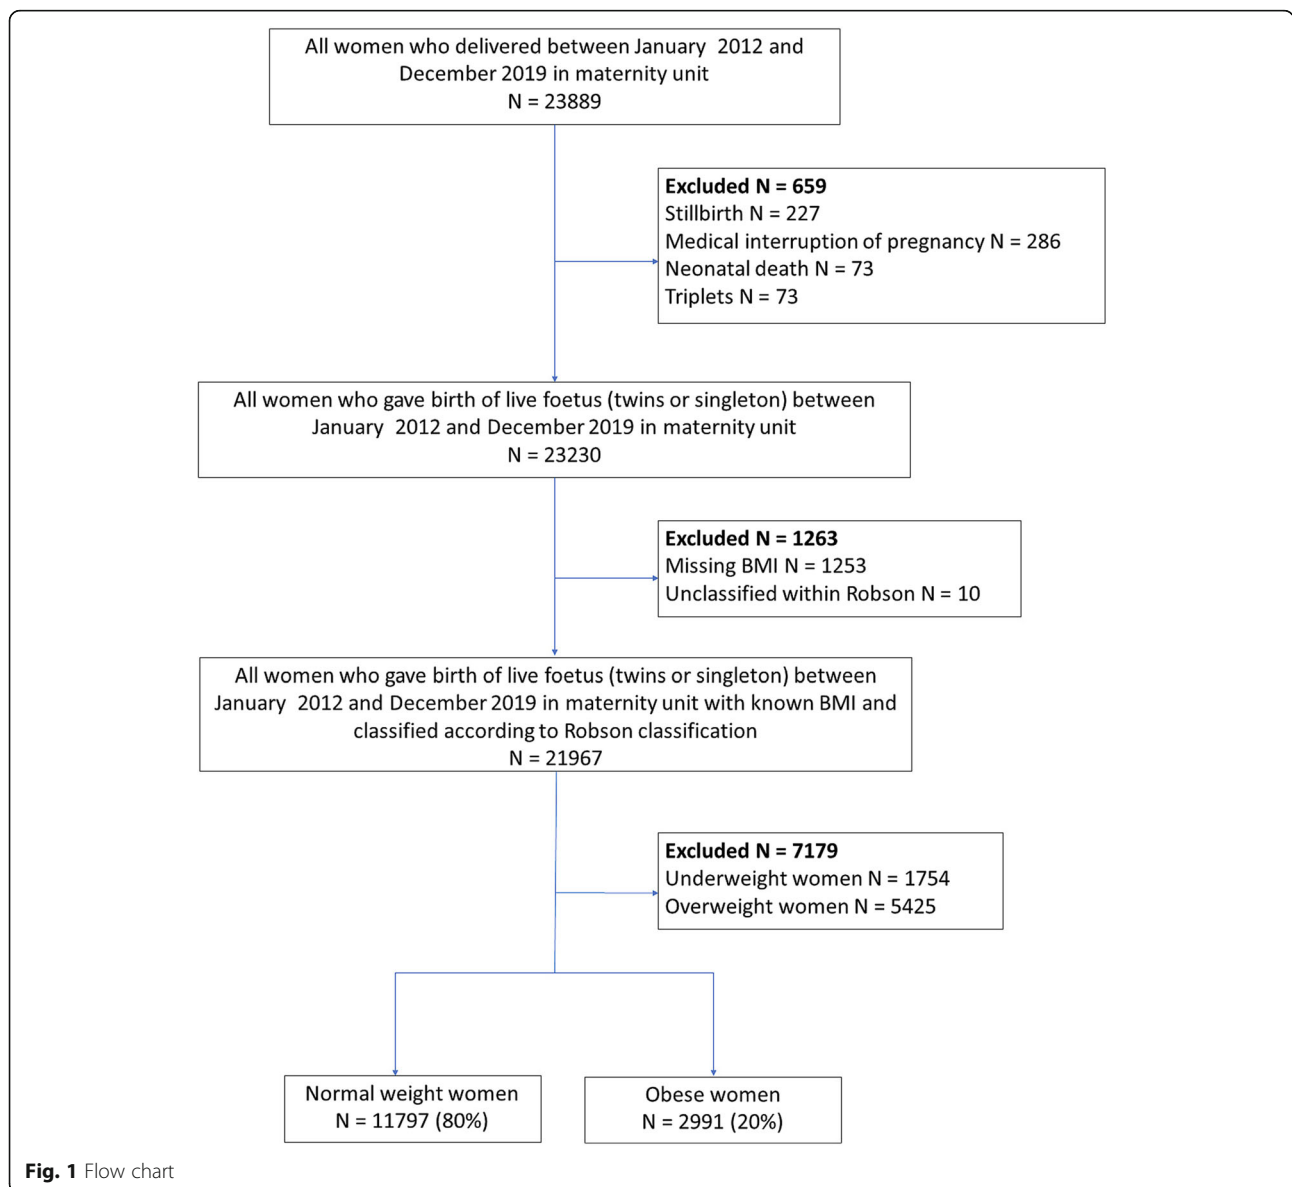 All women who delivered between January  2012 and
December 2019 in maternity unit
N = 23889
Excluded N = 659
Stillbirth N = 227
Medical interruption of pregnancy N = 286
Neonatal death N = 73
Triplets N = 73
All women who gave birth of live foetus (twins or singleton) between
January  2012 and December 2019 in maternity unit
N = 23230
Excluded N = 1263
Missing BMI N = 1253
Unclassified within Robson N = 10
All women who gave birth of live foetus (twins or singleton) between
January  2012 and December 2019 in maternity unit with known BMI and
classified according to Robson classification
N = 21967
Excluded N = 7179
Underweight women N = 1754
Overweight women N = 5425
Normal weight women
N = 11797 (80%)
Obese women
N = 2991 (20%)
Fig. 1 Flow chart